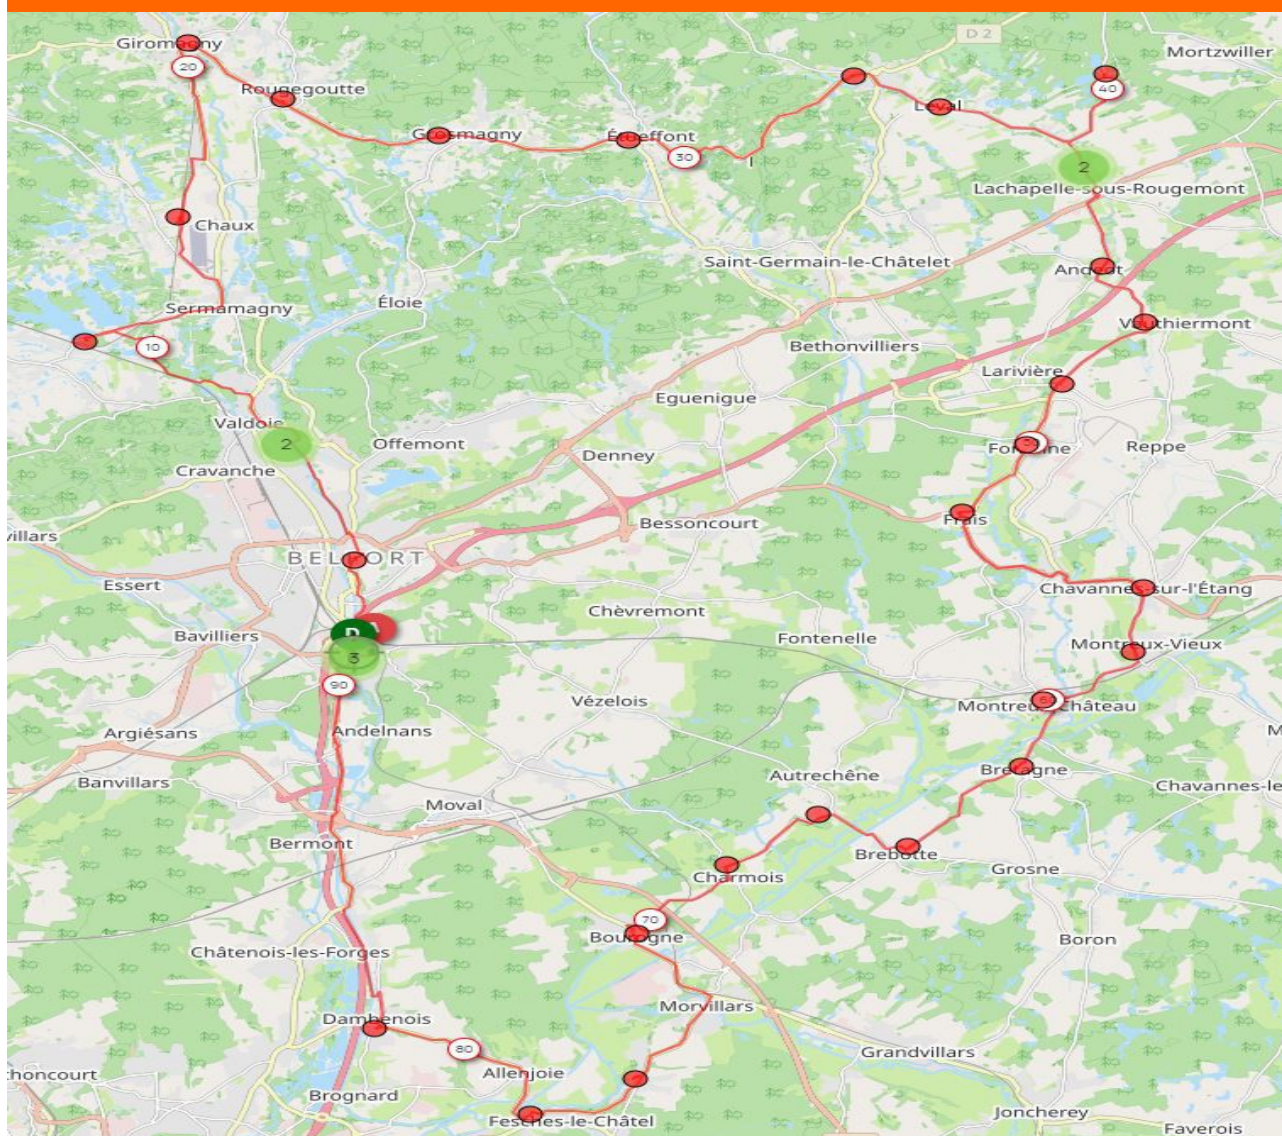 D 2
Giromagny
Mortzwiller
20
Rougegoutte
40
Leval
Grosmagny
Étueffont
30
2
Lachapelle-sous-Rougemont
Chaux
Saint-Germain-le-Châtelet
Angeot
Éloie
Sermamagny
Vauthiermont
10
Bethonvilliers
Larivière
Eguenigue
Valdoie
2
Offemont
Fontaine
Reppe
Denney
Cravanche
Frais
Bessoncourt
villars
BELFORT
Essert
Chavannes-sur-l'Étang
Chèvremont
D
A
Bavilliers
Fontenelle
Montreux-Vieux
3
90
Vézelois
Montreux-Château
Argiésans
Andelnans
M
Bretagne
Autrechêne
Banvillars
Chavannes-le
Moval
Bermont
Brebotte
Grosne
Charmois
70
Bourogne
Boron
Châtenois-les-Forges
Morvillars
Dambenois
80
Grandvillars
Allenjoie
choncourt
Brognard
Joncherey
Fesches-le-Châtel
Faverois